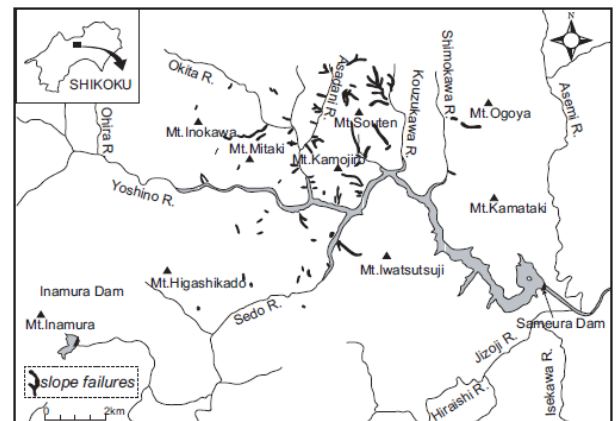 N
SHIKOKU
Okita R.
Asadani R.
Kouzukawa R.
Shimokawa R.
Asemi R.
Ohira R.
Mt.Inokawa
Mt.Mitaki
Mt.Souten
Mt.Ogoya
Mt.Kamojiro
Yoshino R.
Mt.Kamataki
Mt.Iwatsutsuji
Mt.Higashikado
Inamura Dam
Sedo R.
Mt.Inamura
Sameura Dam
Jizoji R.
Isekawa R.
Hiraishi R.
slope failures
0 2km